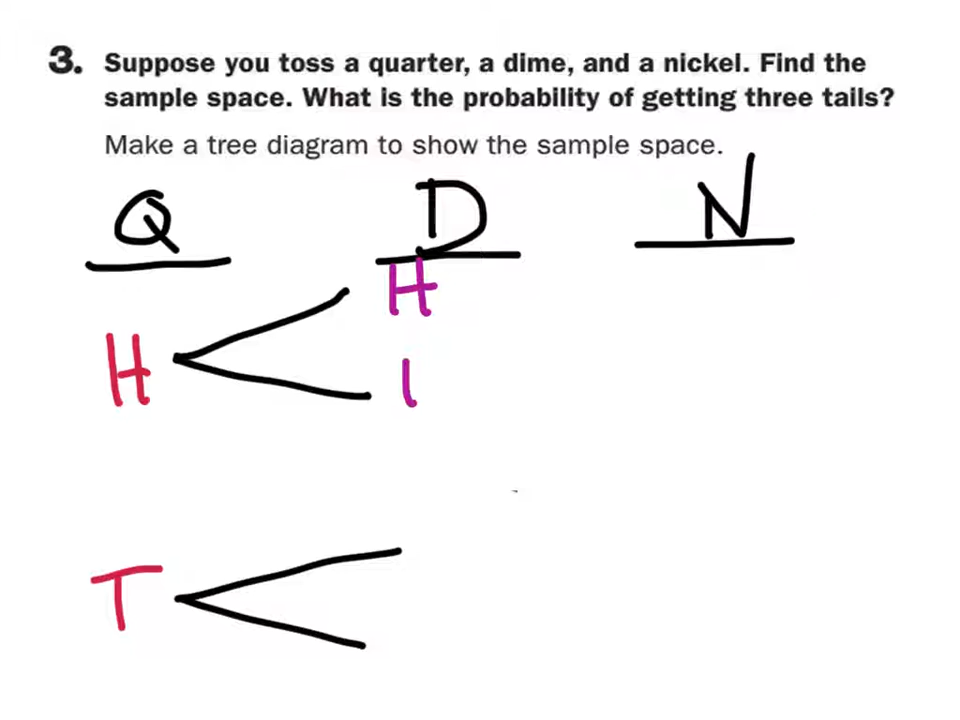 3. Suppose you toss a quarter, a dime, and a nickel. Find the
sample space. What is the probability of getting three tails?
Make a tree diagram to show the sample space.
Q D N
H
H
T